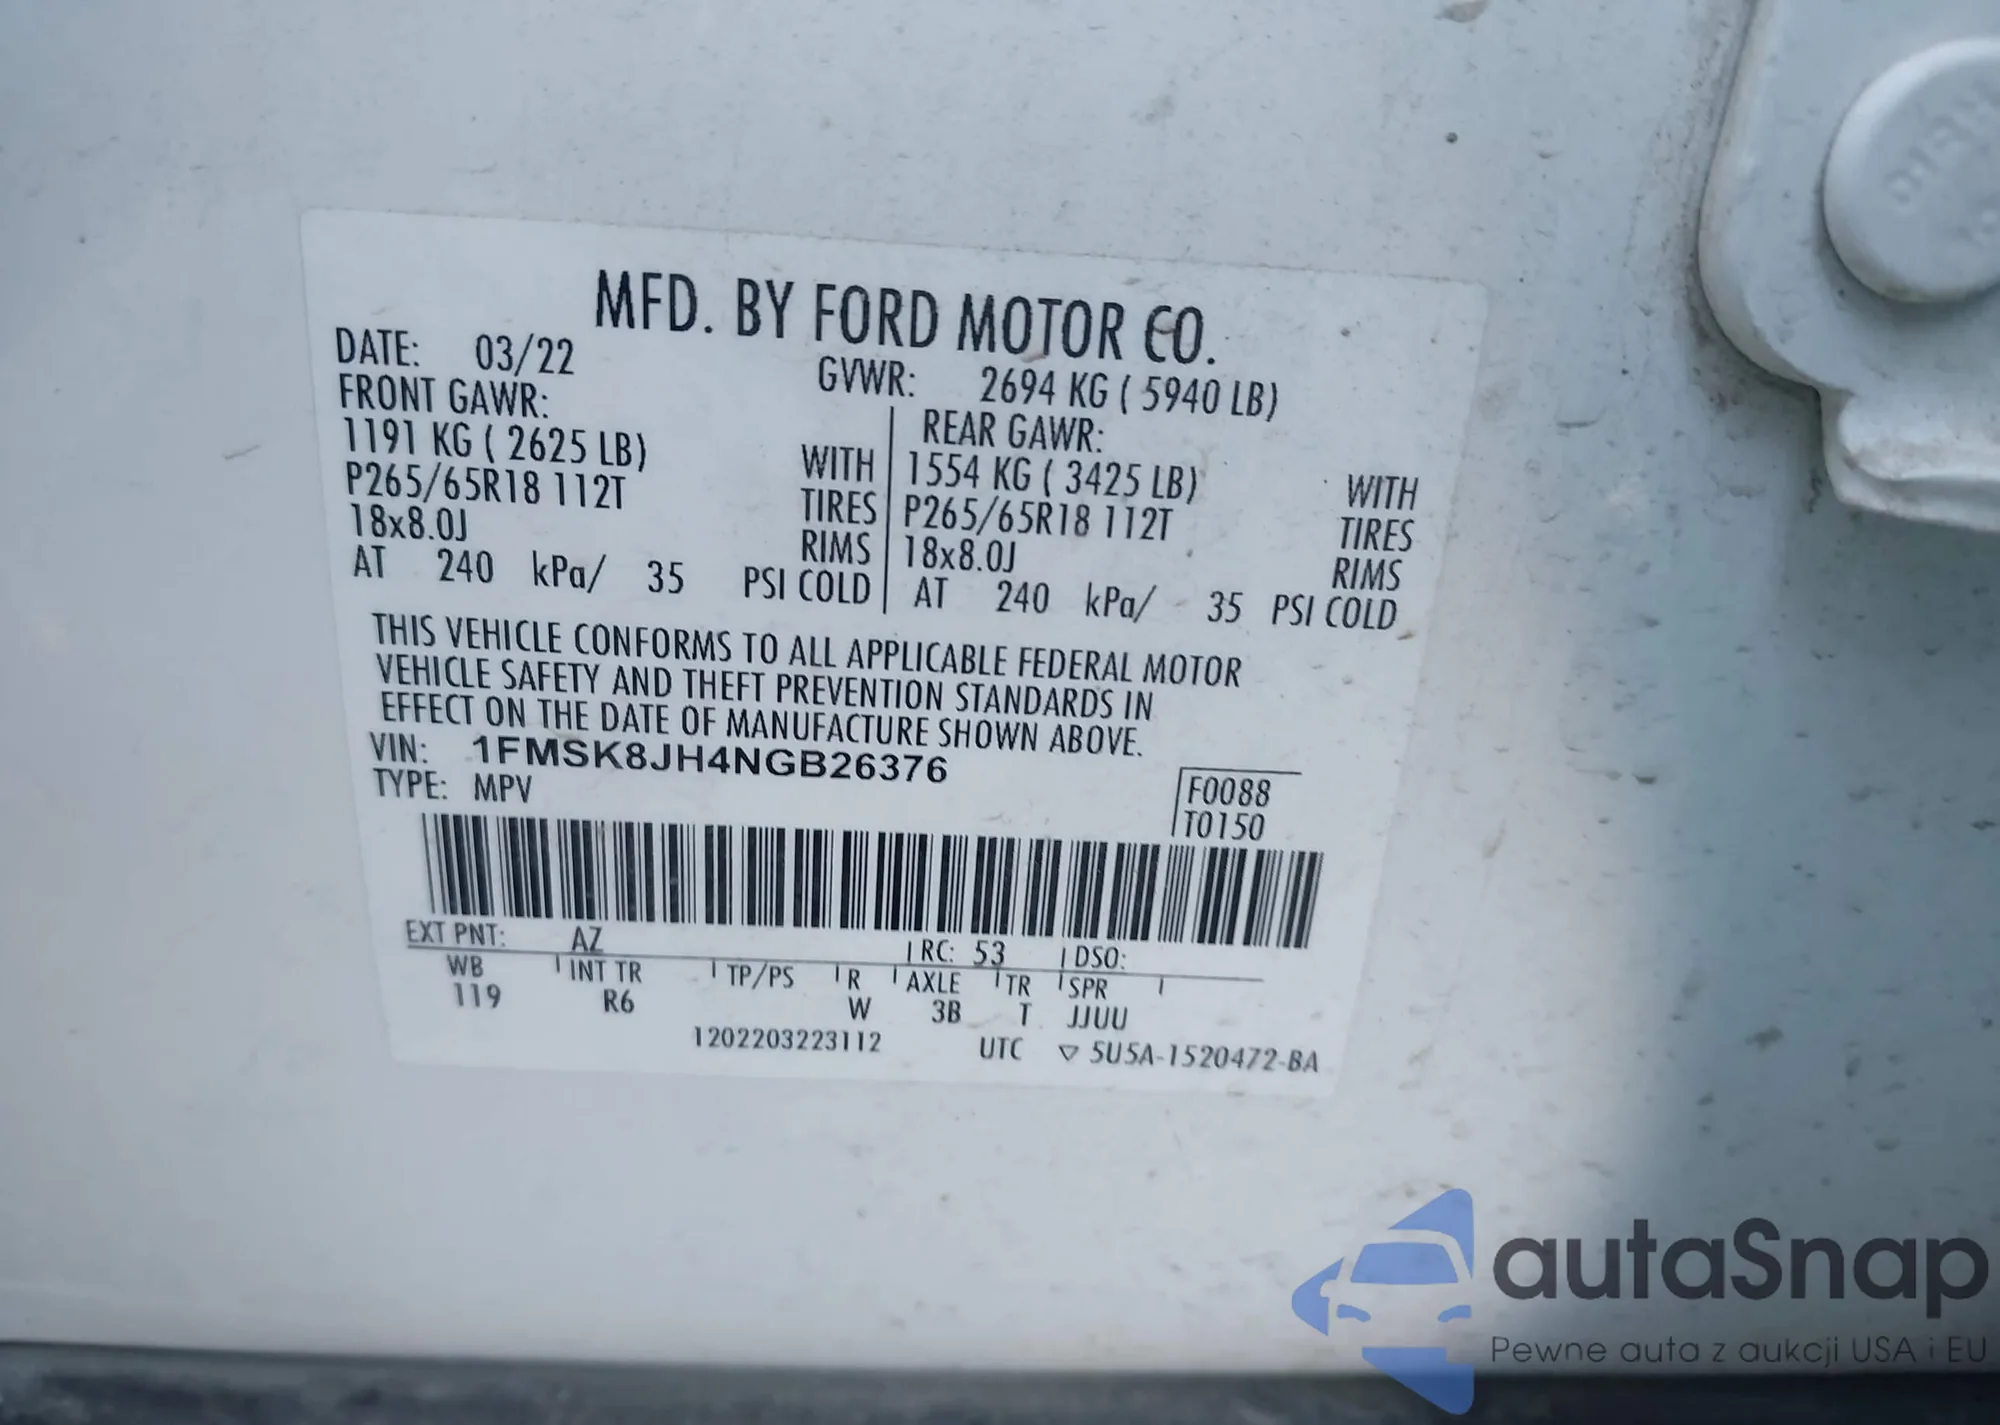 MFD. BY FORD MOTOR CO.
DATE: 03/22 GVWR: 2694 KG ( 5940 LB)
FRONT GAWR: REAR GAWR:
1191 KG ( 2625 LB) WITH 1554 KG ( 3425 LB) WITH
P265/65R18 112T TIRES P265/65R18 112T TIRES
18x8.0J RIMS 18x8.0J RIMS
AT 240 kPa/ 35 PSI COLD AT 240 kPa/ 35 PSI COLD
THIS VEHICLE CONFORMS TO ALL APPLICABLE FEDERAL MOTOR
VEHICLE SAFETY AND THEFT PREVENTION STANDARDS IN
EFFECT ON THE DATE OF MANUFACTURE SHOWN ABOVE.
VIN: 1FMSK8JH4NGB26376
TYPE: MPV
F0088
T0150
EXT PNT: AZ RC: 53 DSO:
WB INT TR TP/PS R AXLE TR SPR
119 R6 W 3B T JJUU
1202203223112 UTC ▽ 5U5A-1520472-BA
autaSnap
Pewne auta z aukcji USA i EU